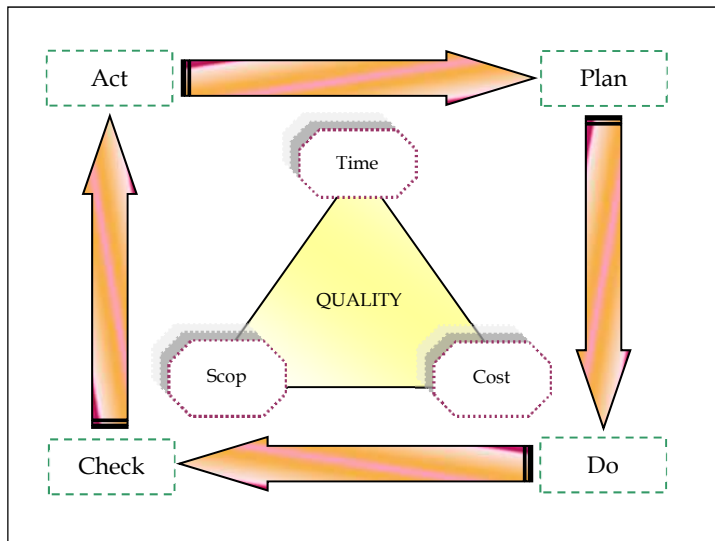 Act
Plan
Time
QUALITY
Scop
Cost
Check
Do